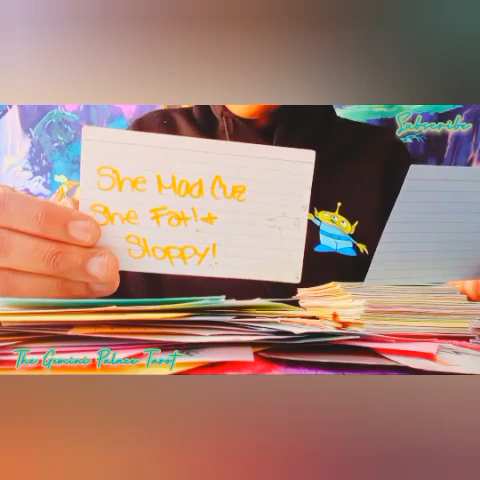 Subscribe
She Mad Cuz
She Fat! +
Sloppy!
The Gemini Palace Tarot